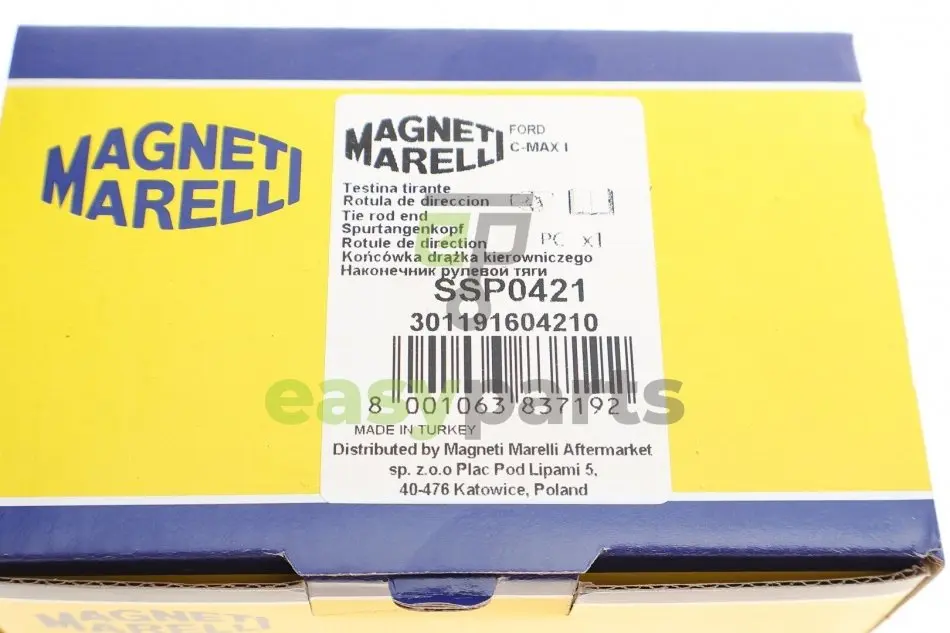 MAGNETI
MARELLI
MAGNETI
MARELLI
FORD
C-MAX I
Testina tirante
Rotula de direccion
Tie rod end
Spurtangenkopf
Rotule de direction
Końcówka drążka kierowniczego
Наконечник рулевой тяги
PC x1
SSP0421
301191604210
8 001063 837192
easyparts
MADE IN TURKEY
Distributed by Magneti Marelli Aftermarket
sp. z.o.o Plac Pod Lipami 5,
40-476 Katowice, Poland
MAGNETI